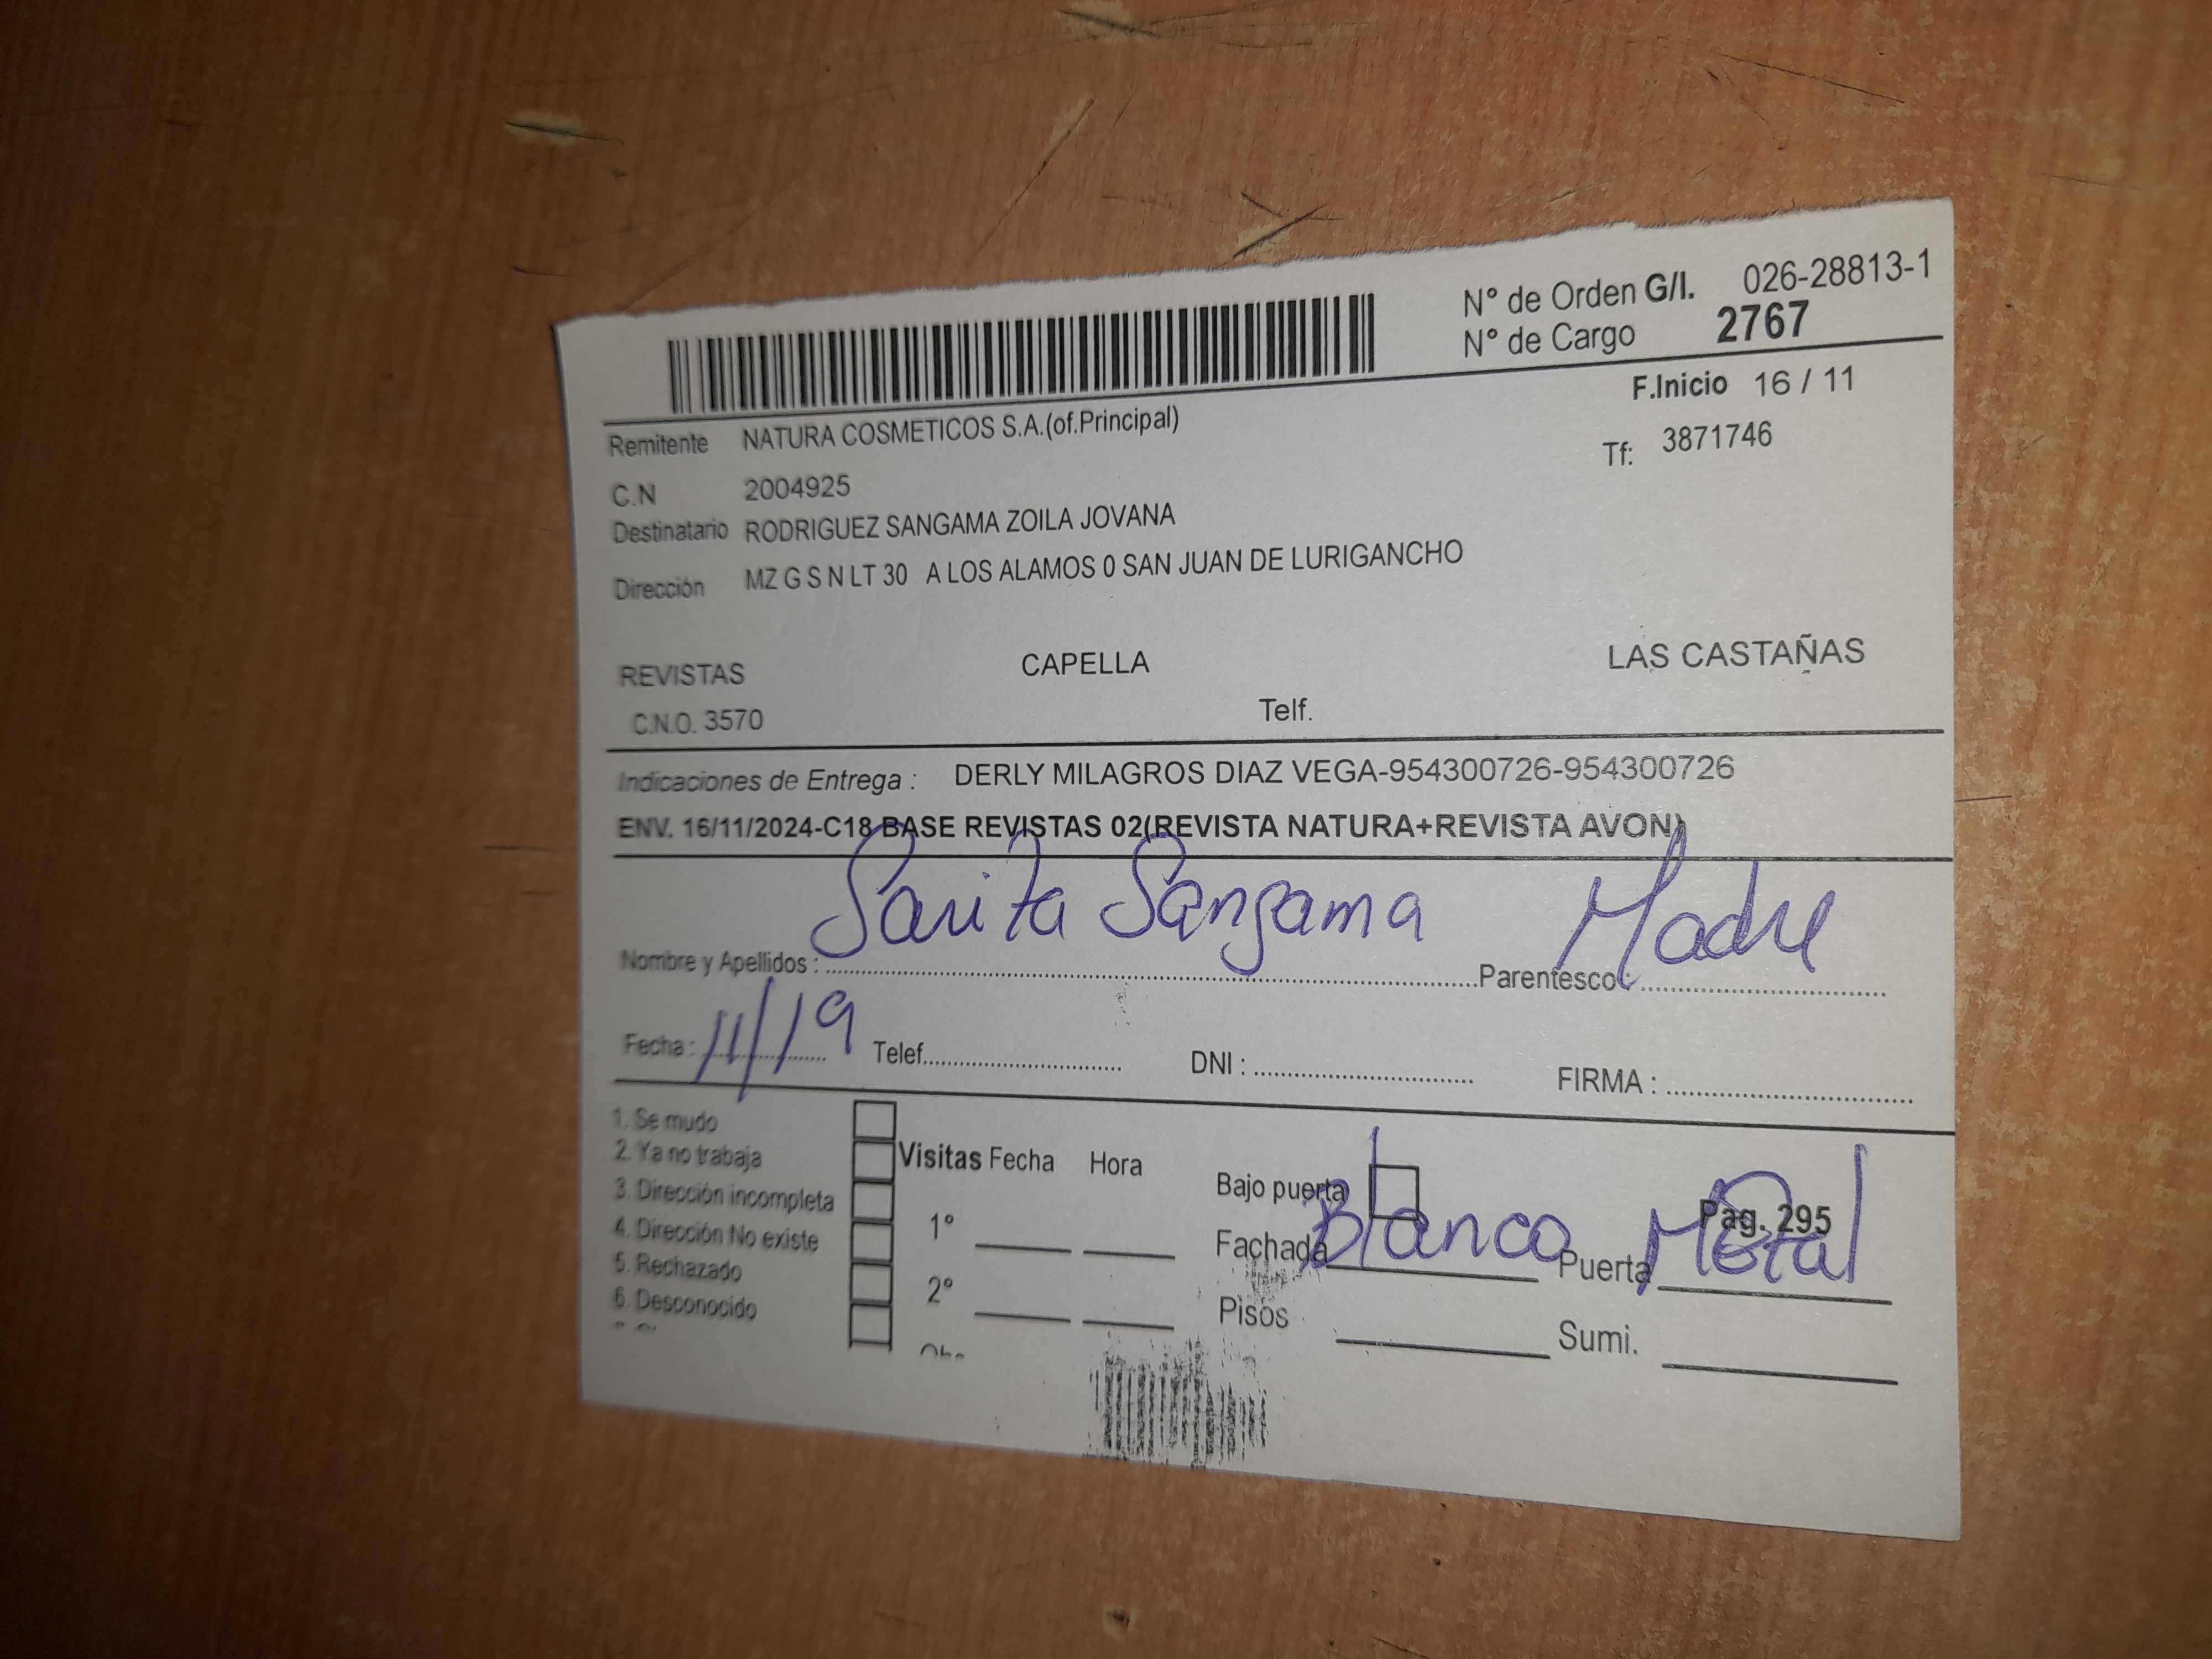 N° de Orden G/I. 026-28813-1
N° de Cargo 2767
F.Inicio 16 / 11
Remitente NATURA COSMETICOS S.A.(of.Principal)
Tf: 3871746
C.N 2004925
Destinatario RODRIGUEZ SANGAMA ZOILA JOVANA
Dirección MZ G S N LT 30 A LOS ALAMOS 0 SAN JUAN DE LURIGANCHO
REVISTAS CAPELLA LAS CASTAÑAS
C.N.O. 3570 Telf.
Indicaciones de Entrega : DERLY MILAGROS DIAZ VEGA-954300726-954300726
ENV. 16/11/2024-C18 BASE REVISTAS 02(REVISTA NATURA+REVISTA AVON)
Nombre y Apellidos : Sarita Sangama Parentesco : Madre
Fecha : 11/19 Telef. DNI : FIRMA :
1. Se mudo
2. Ya no trabaja
3. Dirección incompleta
4. Dirección No existe
5. Rechazado
6. Desconocido
Visitas Fecha Hora
1°
2°
Bajo puerta Pag. 295
Fachada Blanco Puerta Metal
Pisos Sumi.